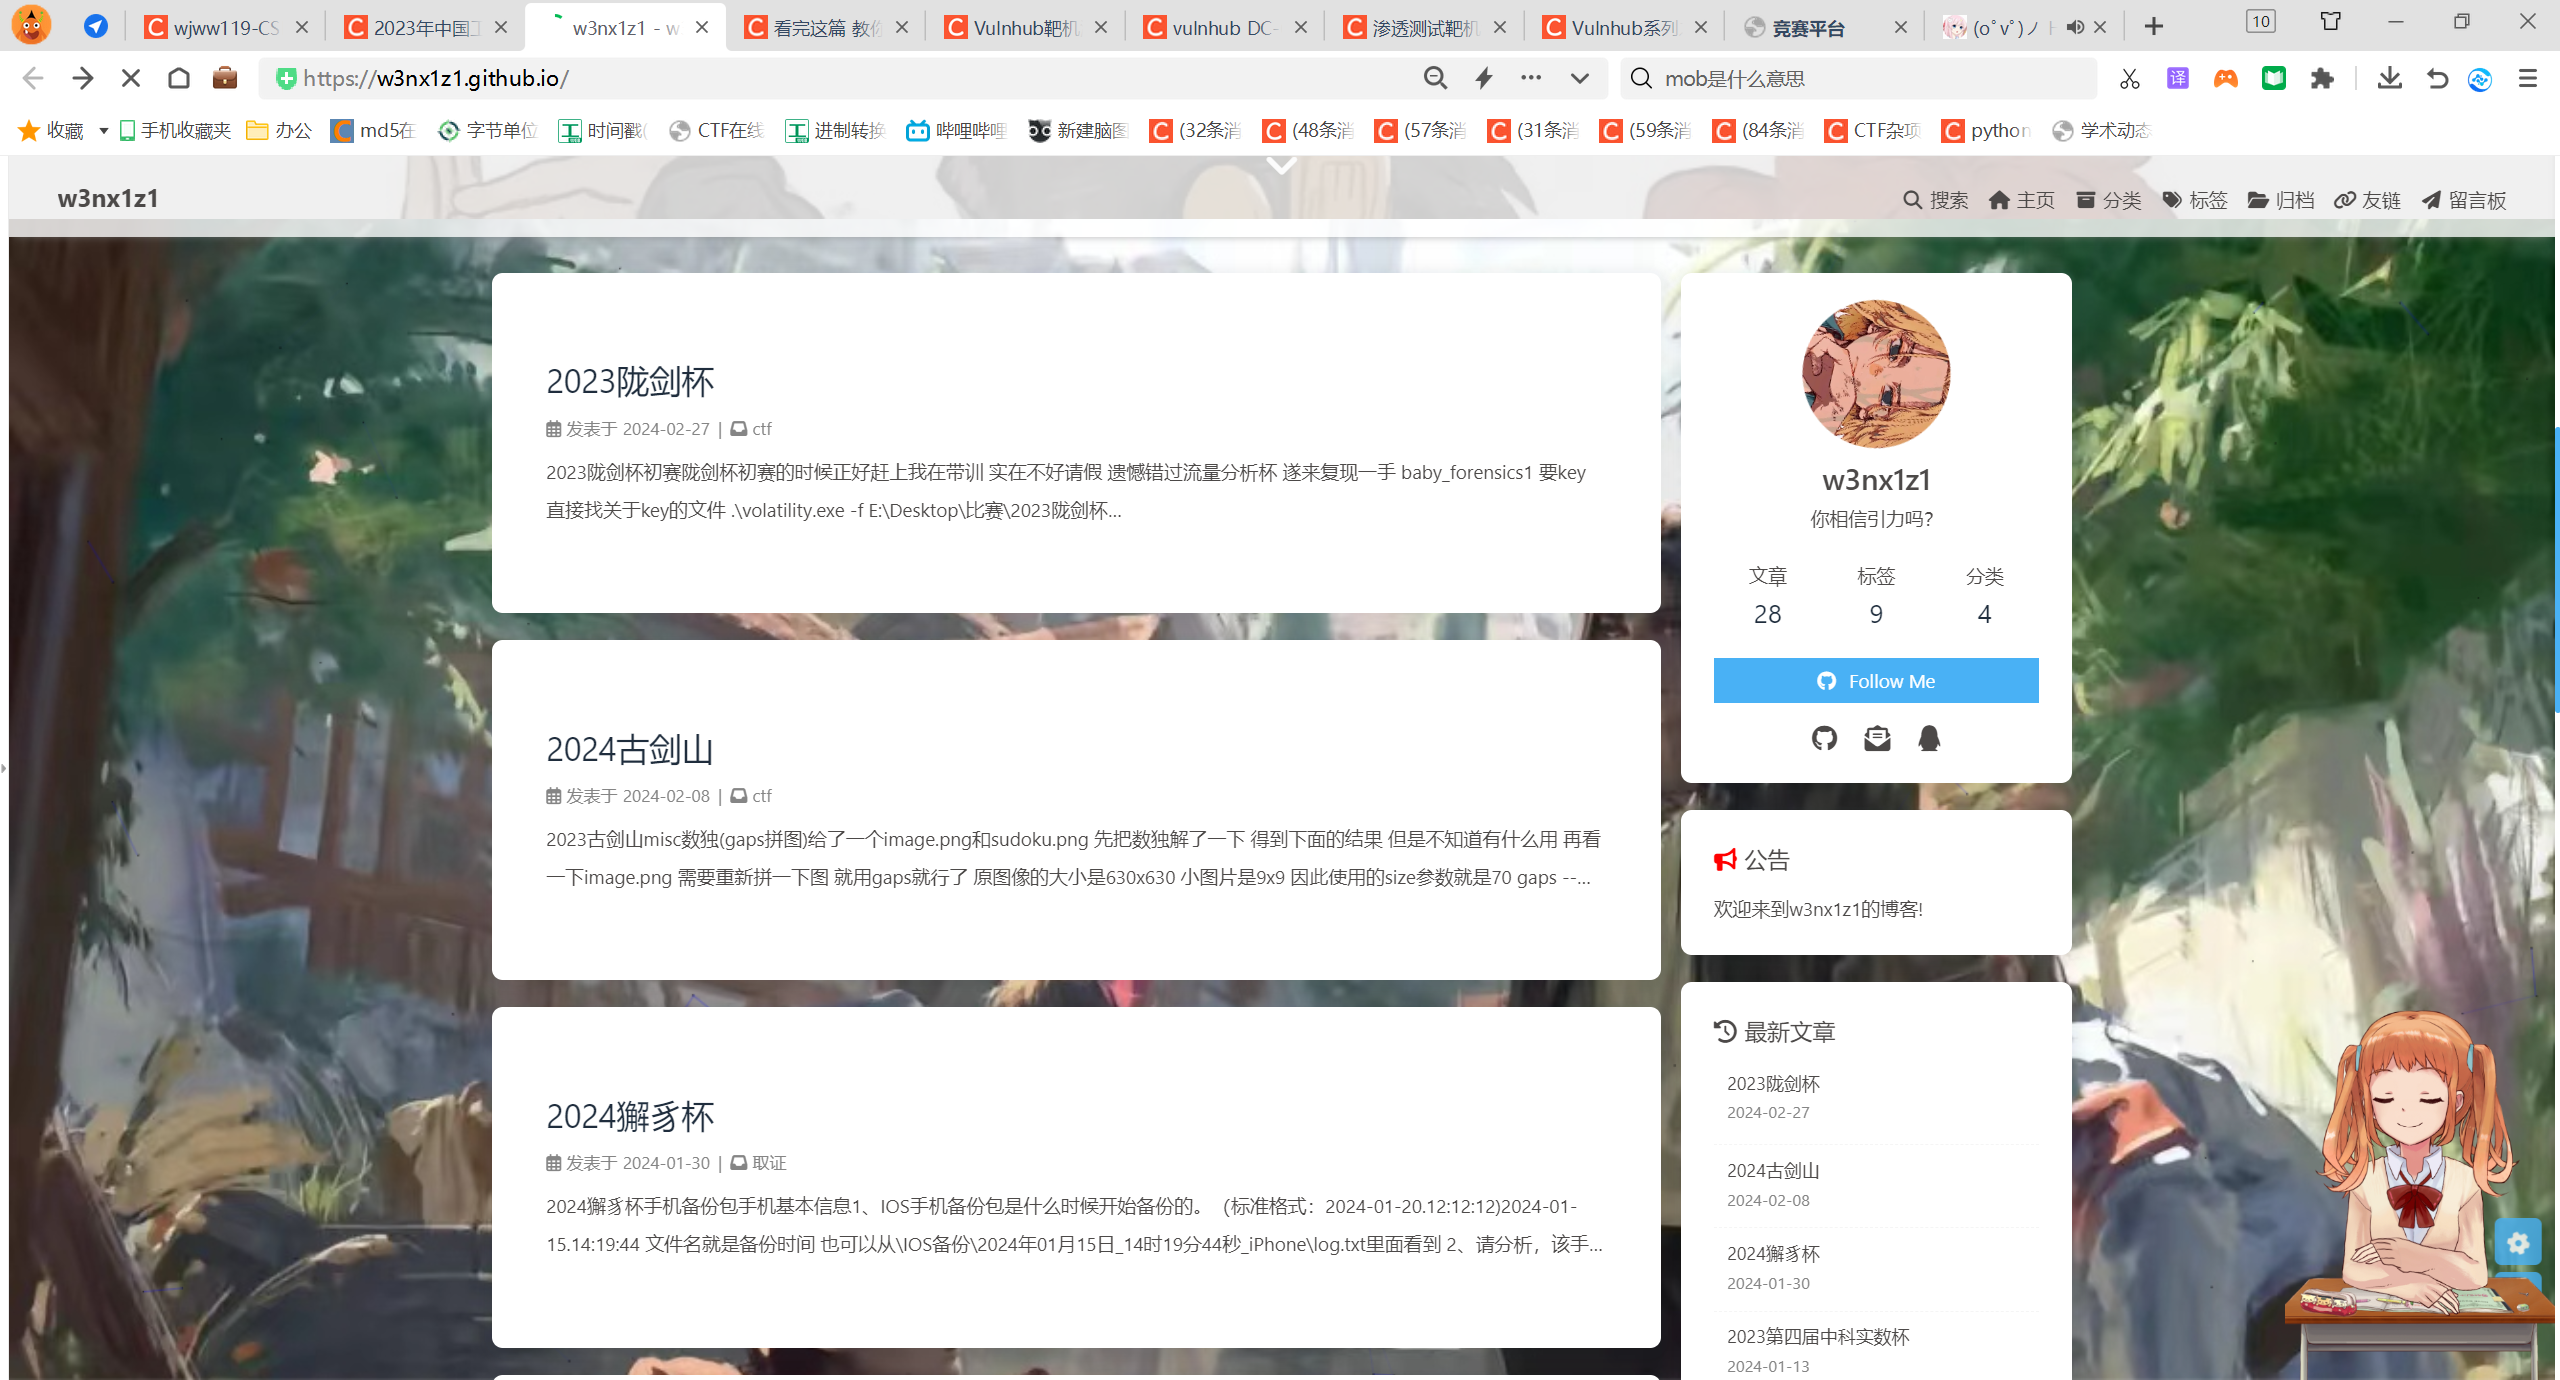 wjww119-CS
2023年中国工
w3nx1z1 - w
看完这篇 教你
Vulnhub靶机
vulnhub DC-
渗透测试靶机
Vulnhub系列
竞赛平台
(oﾟvﾟ)ノ
10
https://w3nx1z1.github.io/
mob是什么意思
译
收藏
手机收藏夹
办公
md5在
字节单位
时间戳(
CTF在线
进制转换
哔哩哔哩
新建脑图
(32条消
(48条消
(57条消
(31条消
(59条消
(84条消
CTF杂项
python
学术动态
w3nx1z1
搜索
主页
分类
标签
归档
友链
留言板
2023陇剑杯
发表于 2024-02-27 | ctf
2023陇剑杯初赛陇剑杯初赛的时候正好赶上我在带训 实在不好请假 遗憾错过流量分析杯 遂来复现一手 baby_forensics1 要key
直接找关于key的文件 .\volatility.exe -f E:\Desktop\比赛\2023陇剑杯...
2024古剑山
发表于 2024-02-08 | ctf
2023古剑山misc数独(gaps拼图)给了一个image.png和sudoku.png 先把数独解了一下 得到下面的结果 但是不知道有什么用 再看
一下image.png 需要重新拼一下图 就用gaps就行了 原图像的大小是630x630 小图片是9x9 因此使用的size参数就是70 gaps --...
2024獬豸杯
发表于 2024-01-30 | 取证
2024獬豸杯手机备份包手机基本信息1、IOS手机备份包是什么时候开始备份的。（标准格式：2024-01-20.12:12:12)2024-01-
15.14:19:44 文件名就是备份时间 也可以从\IOS备份\2024年01月15日_14时19分44秒_iPhone\log.txt里面看到 2、请分析，该手...
w3nx1z1
你相信引力吗?
文章
标签
分类
28
9
4
Follow Me
公告
欢迎来到w3nx1z1的博客!
最新文章
2023陇剑杯
2024-02-27
2024古剑山
2024-02-08
2024獬豸杯
2024-01-30
2023第四届中科实数杯
2024-01-13